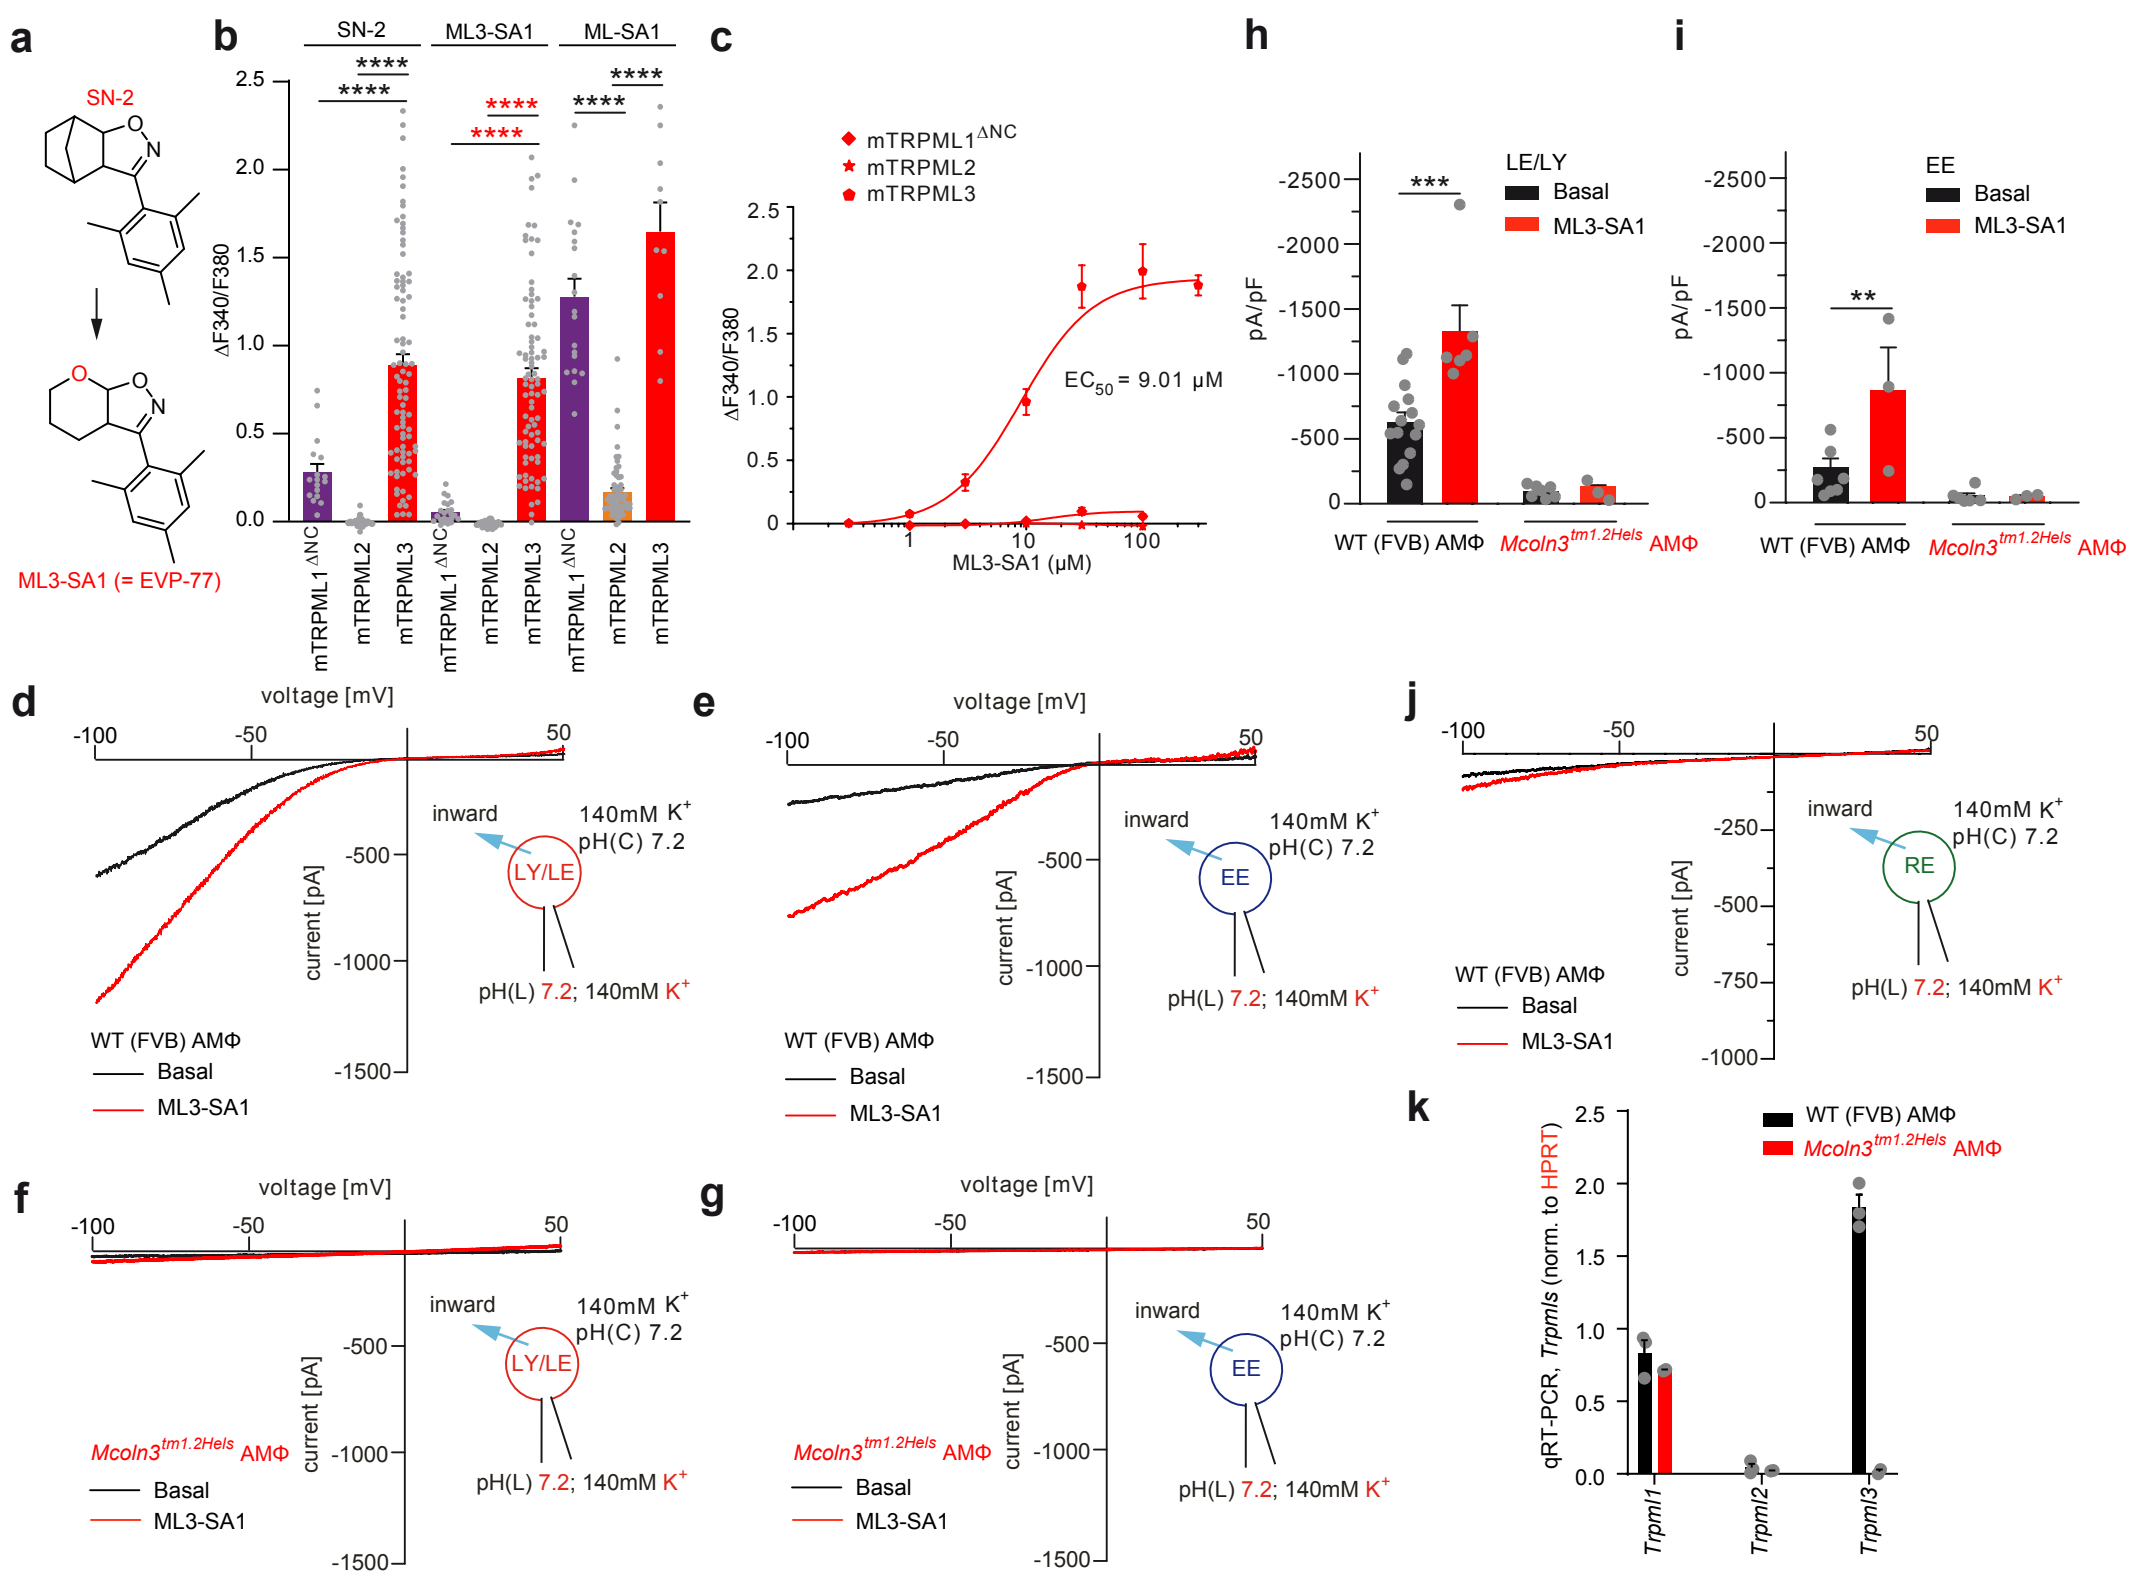 a
SN-2
O
N
O
O
N
ML3-SA1 (= EVP-77)
b
SN-2
ML3-SA1
ML-SA1
****
****
****
****
****
****
ΔF340/F380
2.5
2.0
1.5
1.0
0.5
0.0
mTRPML1ΔNC
mTRPML2
mTRPML3
mTRPML1ΔNC
mTRPML2
mTRPML3
mTRPML1ΔNC
mTRPML2
mTRPML3
c
mTRPML1ΔNC
mTRPML2
mTRPML3
ΔF340/F380
2.5
2.0
1.5
1.0
0.5
0
EC50 = 9.01 µM
1
10
100
ML3-SA1 (µM)
h
LE/LY
Basal
ML3-SA1
***
pA/pF
-2500
-2000
-1500
-1000
-500
0
WT (FVB) AMΦ
Mcoln3tm1.2Hels AMΦ
i
EE
Basal
ML3-SA1
**
pA/pF
-2500
-2000
-1500
-1000
-500
0
WT (FVB) AMΦ
Mcoln3tm1.2Hels AMΦ
d
voltage [mV]
-100
-50
50
inward
140mM K+
pH(C) 7.2
LY/LE
pH(L) 7.2; 140mM K+
current [pA]
-500
-1000
-1500
WT (FVB) AMΦ
Basal
ML3-SA1
e
voltage [mV]
-100
-50
50
inward
140mM K+
pH(C) 7.2
EE
pH(L) 7.2; 140mM K+
current [pA]
-500
-1000
-1500
WT (FVB) AMΦ
Basal
ML3-SA1
j
-100
-50
50
inward
140mM K+
pH(C) 7.2
RE
pH(L) 7.2; 140mM K+
current [pA]
-250
-500
-750
-1000
WT (FVB) AMΦ
Basal
ML3-SA1
f
voltage [mV]
-100
-50
50
inward
140mM K+
pH(C) 7.2
LY/LE
pH(L) 7.2; 140mM K+
current [pA]
-500
-1000
-1500
Mcoln3tm1.2Hels AMΦ
Basal
ML3-SA1
g
voltage [mV]
-100
-50
50
inward
140mM K+
pH(C) 7.2
EE
pH(L) 7.2; 140mM K+
current [pA]
-500
-1000
-1500
Mcoln3tm1.2Hels AMΦ
Basal
ML3-SA1
k
WT (FVB) AMΦ
Mcoln3tm1.2Hels AMΦ
qRT-PCR, Trpmls (norm. to HPRT)
2.5
2.0
1.5
1.0
0.5
0.0
Trpml1
Trpml2
Trpml3